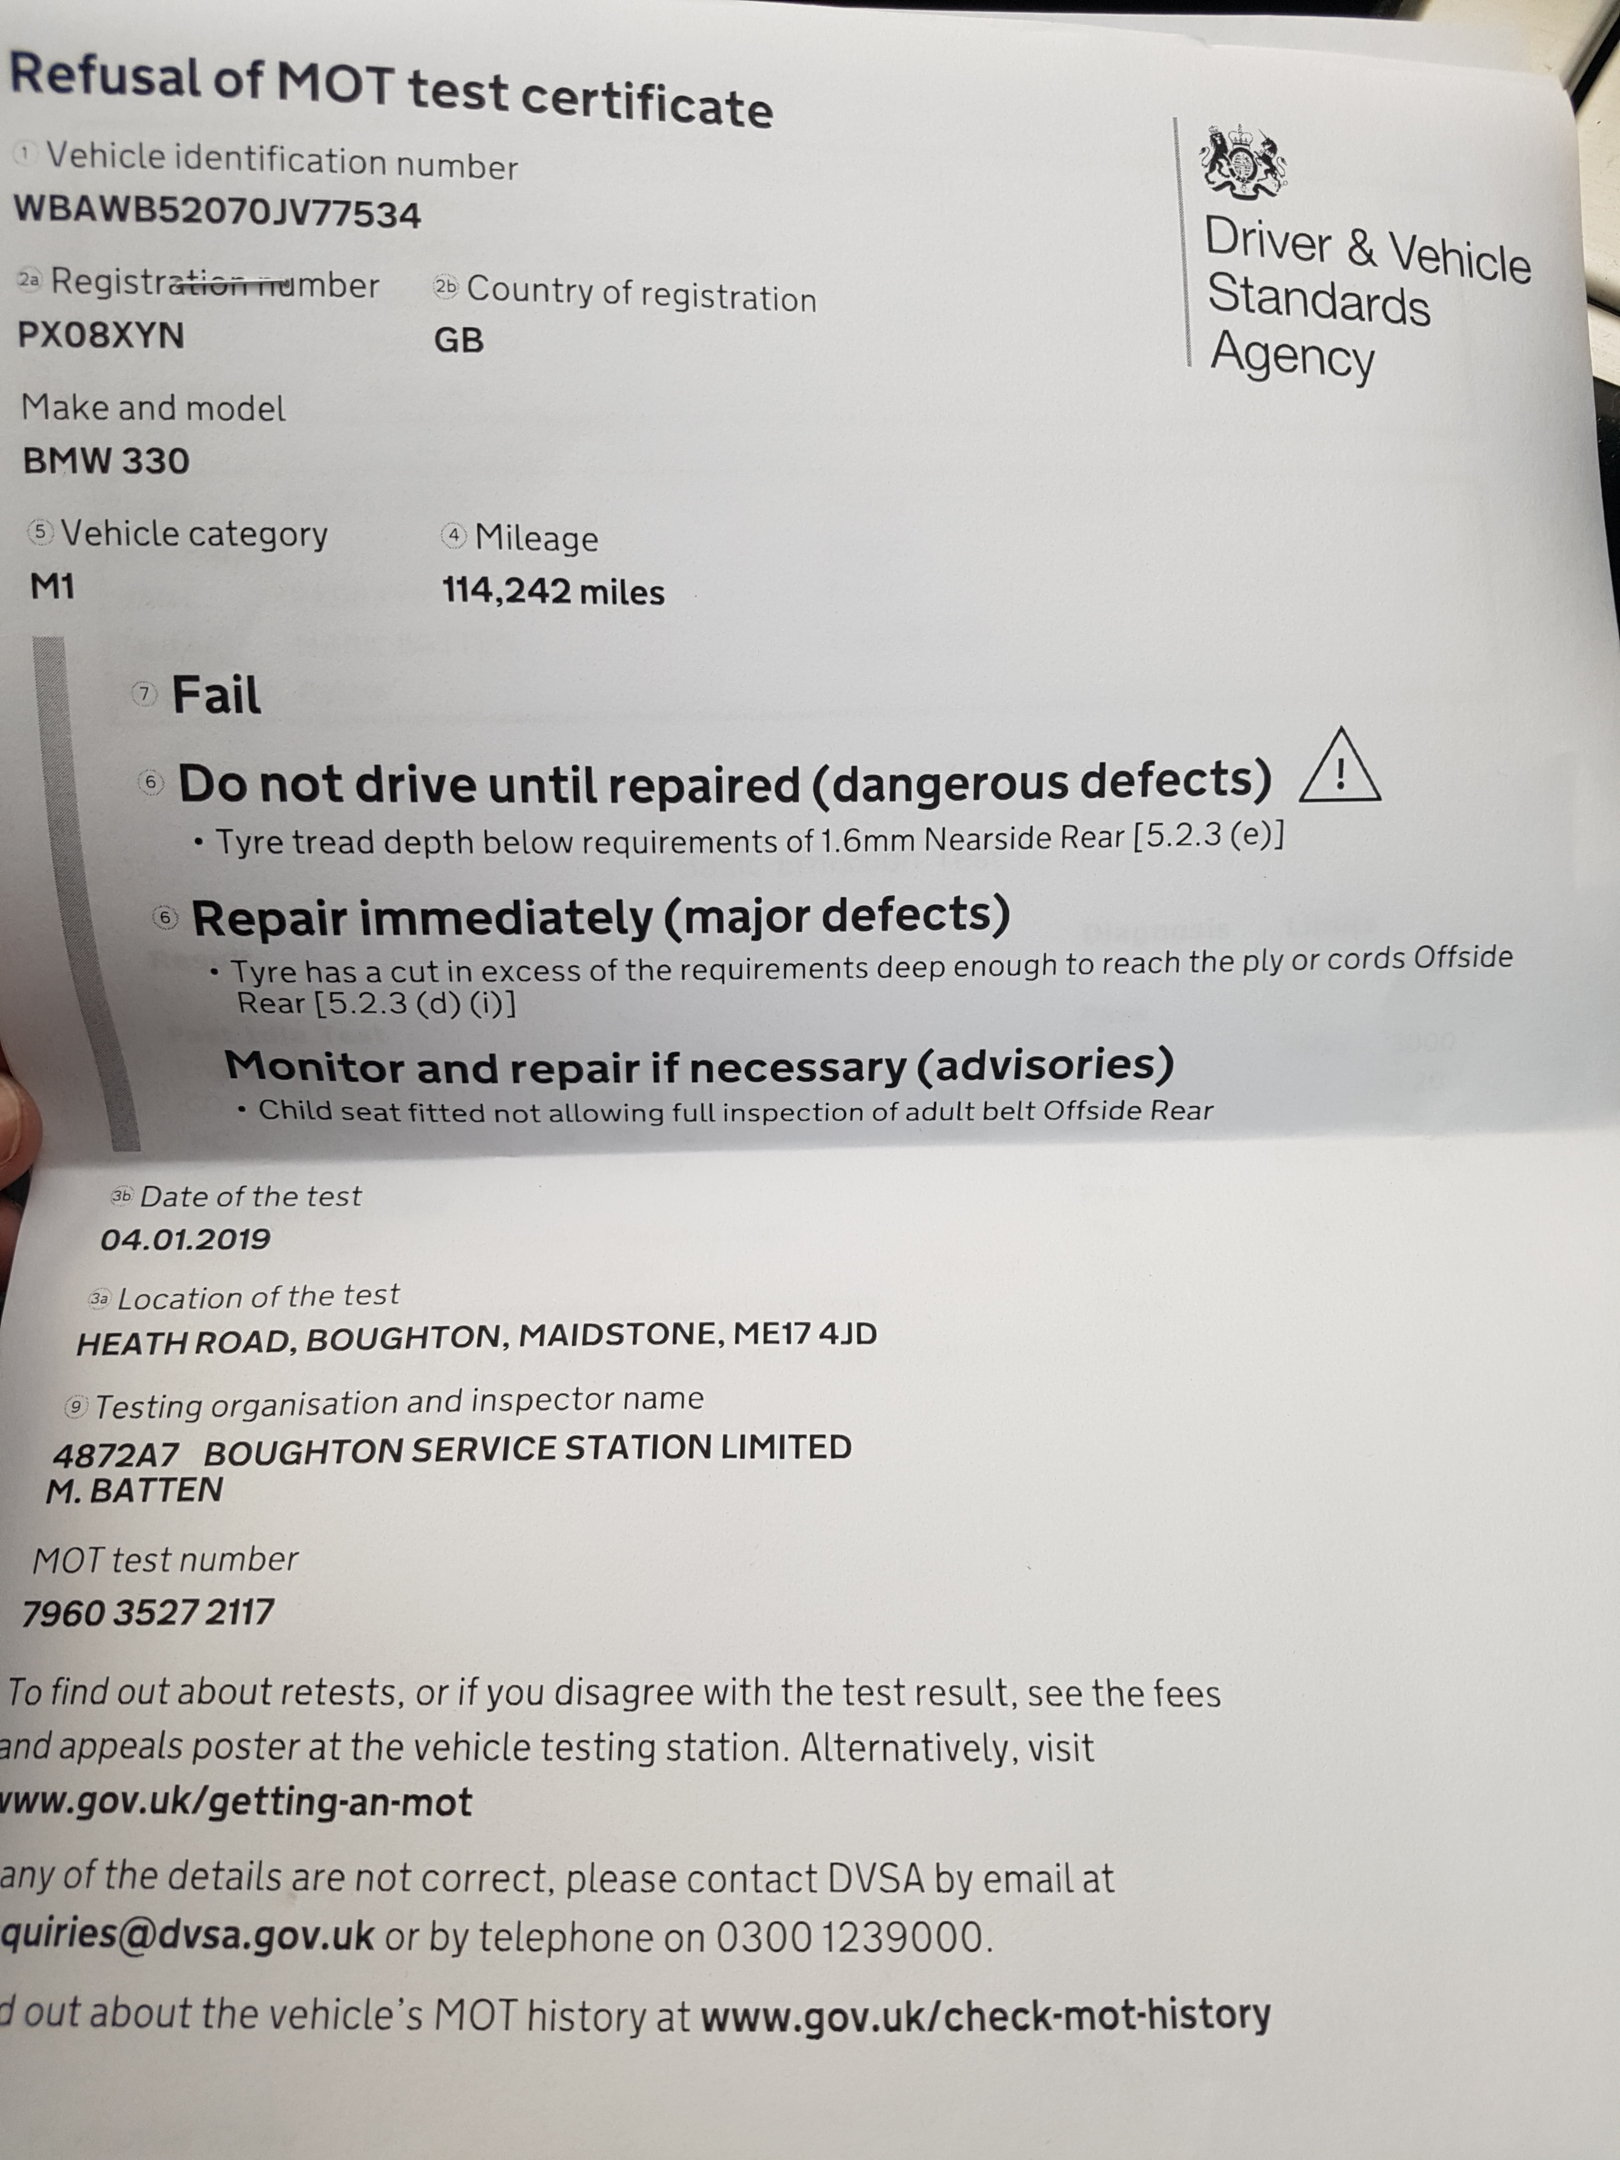 Refusal of MOT test certificate
1 Vehicle identification number
WBAWB52070JV77534
2a Registration number
PX08XYN
2b Country of registration
GB
Driver & Vehicle
Standards
Agency
Make and model
BMW 330
5 Vehicle category
M1
4 Mileage
114,242 miles
7 Fail
6 Do not drive until repaired (dangerous defects) !
• Tyre tread depth below requirements of 1.6mm Nearside Rear [5.2.3 (e)]
6 Repair immediately (major defects)
• Tyre has a cut in excess of the requirements deep enough to reach the ply or cords Offside
Rear [5.2.3 (d) (i)]
Monitor and repair if necessary (advisories)
• Child seat fitted not allowing full inspection of adult belt Offside Rear
3b Date of the test
04.01.2019
3a Location of the test
HEATH ROAD, BOUGHTON, MAIDSTONE, ME17 4JD
9 Testing organisation and inspector name
4872A7 BOUGHTON SERVICE STATION LIMITED
M. BATTEN
MOT test number
7960 3527 2117
To find out about retests, or if you disagree with the test result, see the fees
and appeals poster at the vehicle testing station. Alternatively, visit
www.gov.uk/getting-an-mot
any of the details are not correct, please contact DVSA by email at
quiries@dvsa.gov.uk or by telephone on 0300 1239000.
d out about the vehicle's MOT history at www.gov.uk/check-mot-history